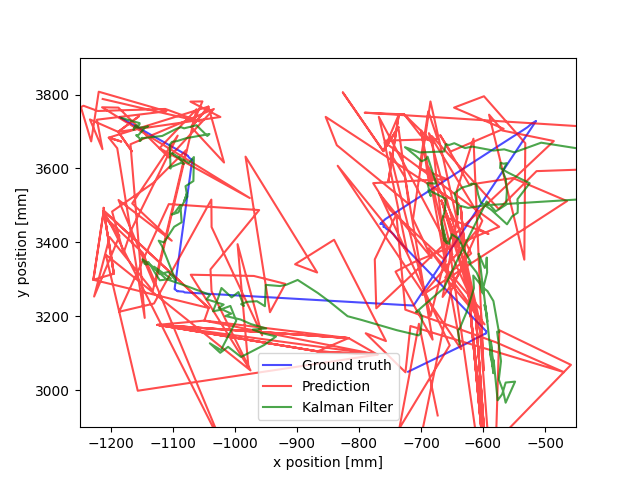 3800
3600
3400
3200
3000
y position [mm]
Ground truth
Prediction
Kalman Filter
−1200 −1100 −1000 −900 −800 −700 −600 −500
x position [mm]